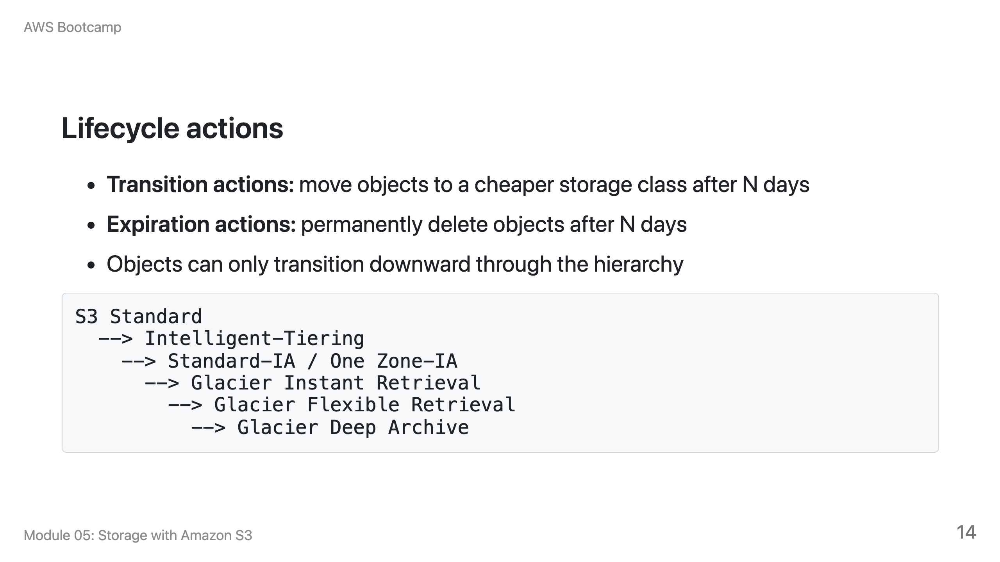 AWS Bootcamp
Lifecycle actions
• Transition actions: move objects to a cheaper storage class after N days
• Expiration actions: permanently delete objects after N days
• Objects can only transition downward through the hierarchy
S3 Standard
  --> Intelligent-Tiering
    --> Standard-IA / One Zone-IA
      --> Glacier Instant Retrieval
        --> Glacier Flexible Retrieval
          --> Glacier Deep Archive
Module 05: Storage with Amazon S3
14